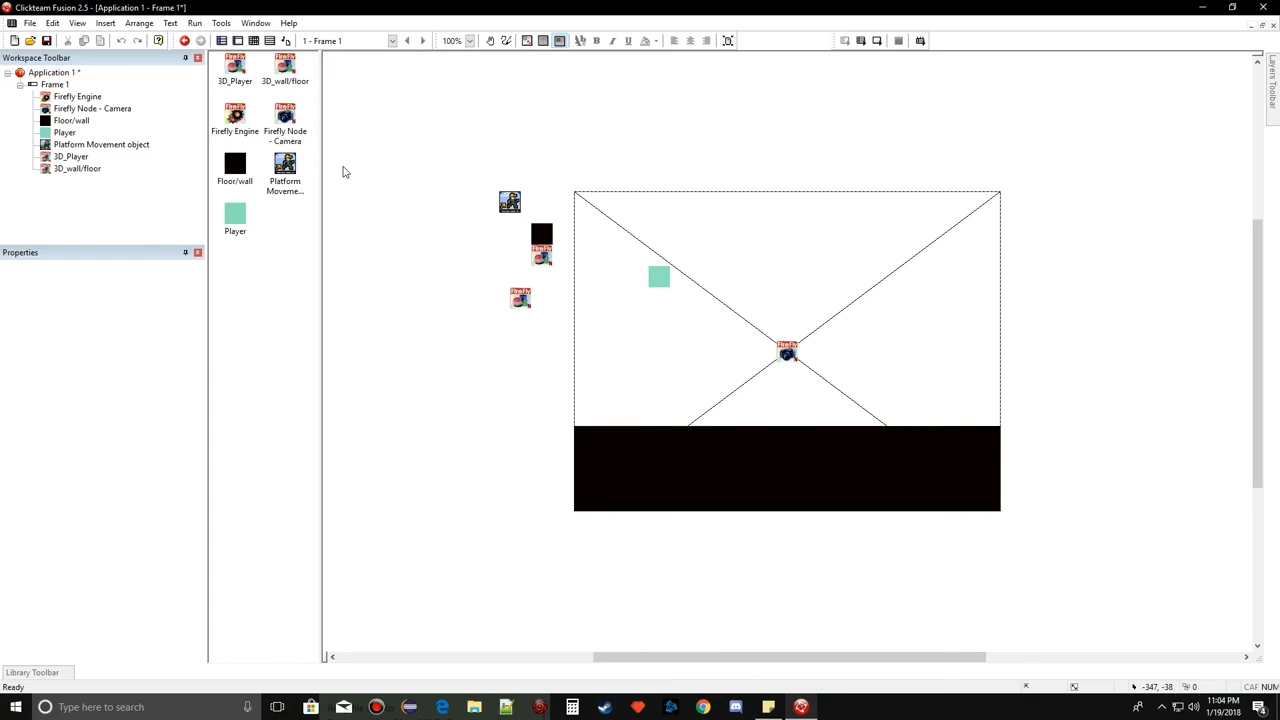 Clickteam Fusion 2.5 - [Application 1 - Frame 1*]
File Edit View Insert Arrange Text Run Tools Window Help
1 - Frame 1
100%
Workspace Toolbar
Application 1 *
Frame 1
Firefly Engine
Firefly Node - Camera
Floor/wall
Player
Platform Movement object
3D_Player
3D_wall/floor
Properties
3D_Player
3D_wall/floor
Firefly Engine
Firefly Node
- Camera
Floor/wall
Platform
Moveme...
Player
Layers Toolbar
Library Toolbar
Ready
-347, -38
0
CAP NUM
Type here to search
11:04 PM
1/19/2018